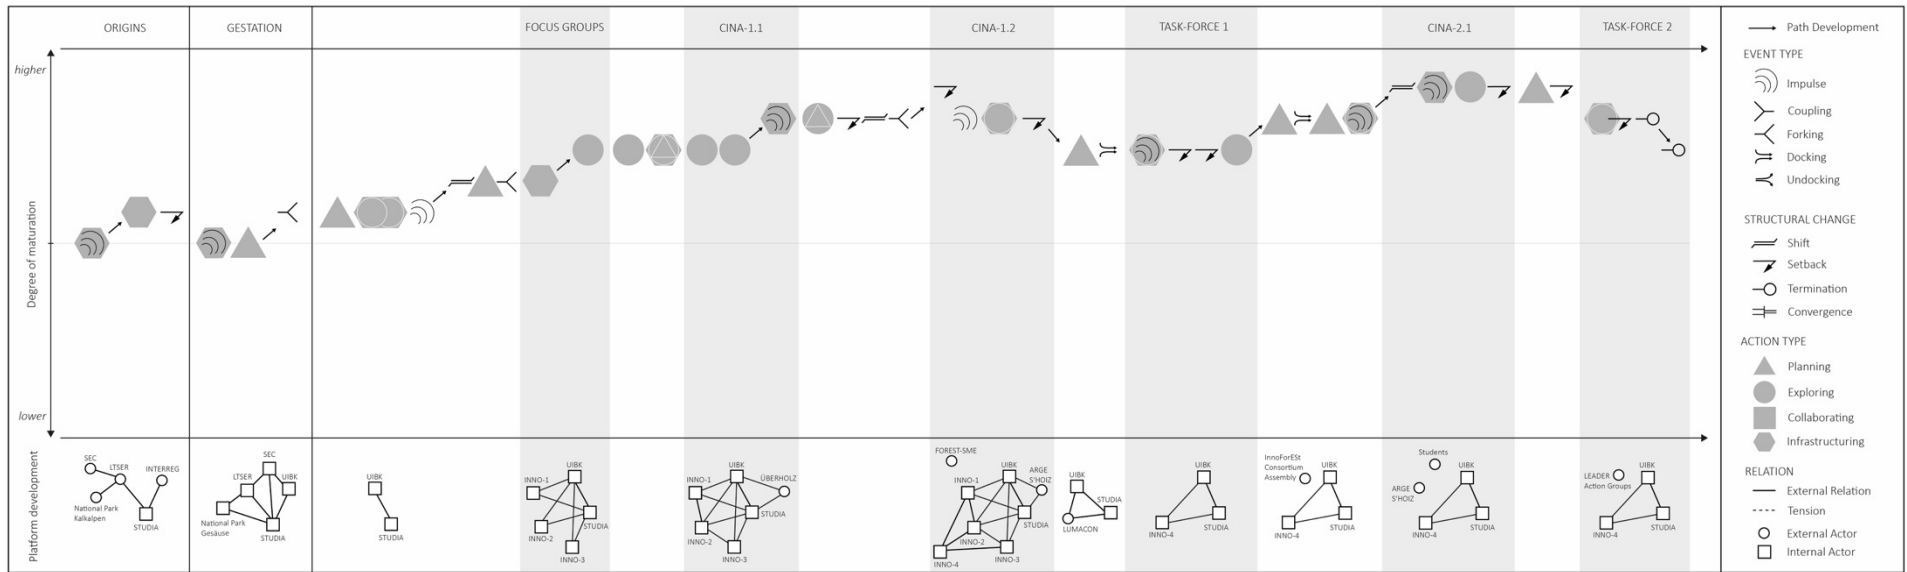 ORIGINS
GESTATION
FOCUS GROUPS
CINA-1.1
CINA-1.2
TASK-FORCE 1
CINA-2.1
TASK-FORCE 2
higher
Degree of maturation
lower
Platform development
SEC
LTSER
INTERREG
National Park
Kalkalpen
STUDIA
SEC
LTSER
UIBK
National Park
Gesäuse
STUDIA
UIBK
STUDIA
UIBK
INNO-1
STUDIA
INNO-2
INNO-3
UIBK
INNO-1
ÜBERHOLZ
STUDIA
INNO-2
INNO-3
FOREST-SME
UIBK
ARGE
S'HOIZ
INNO-1
STUDIA
INNO-2
INNO-3
INNO-4
UIBK
STUDIA
LUMACON
UIBK
STUDIA
INNO-4
InnoForESt
Consortium
Assembly
UIBK
STUDIA
INNO-4
Students
UIBK
ARGE
S'HOIZ
STUDIA
INNO-4
LEADER
Action Groups
UIBK
STUDIA
INNO-4
Path Development
EVENT TYPE
Impulse
Coupling
Forking
Docking
Undocking
STRUCTURAL CHANGE
Shift
Setback
Termination
Convergence
ACTION TYPE
Planning
Exploring
Collaborating
Infrastructuring
RELATION
External Relation
Tension
External Actor
Internal Actor